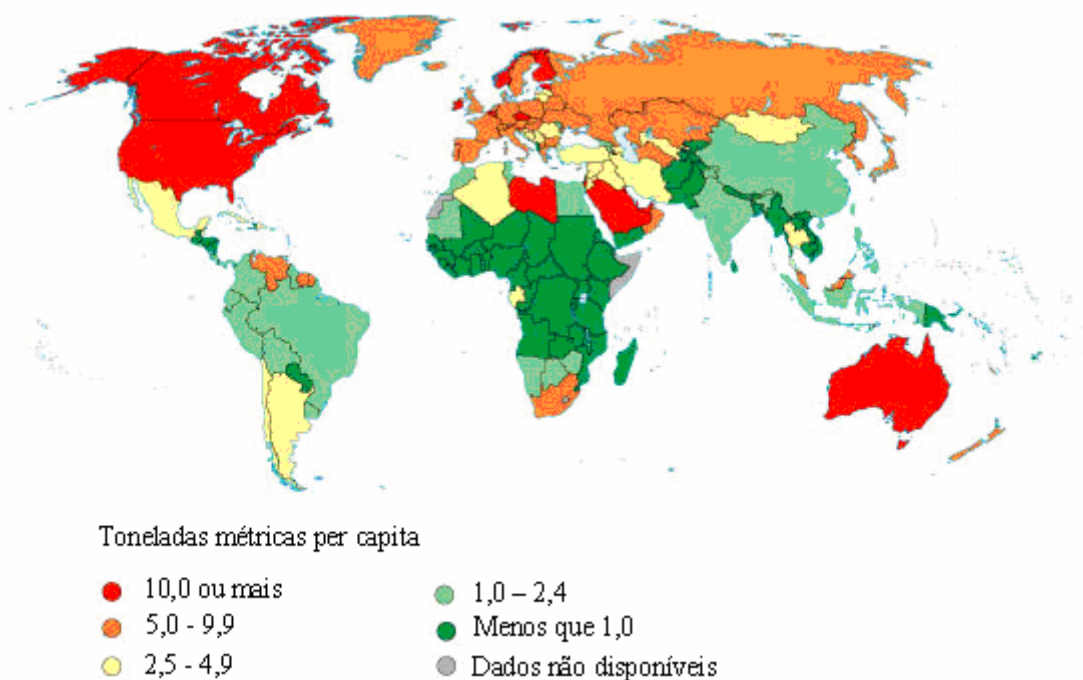 Toneladas métricas per capita
10,0 ou mais
5,0 - 9,9
2,5 - 4,9
1,0 – 2,4
Menos que 1,0
Dados não disponíveis